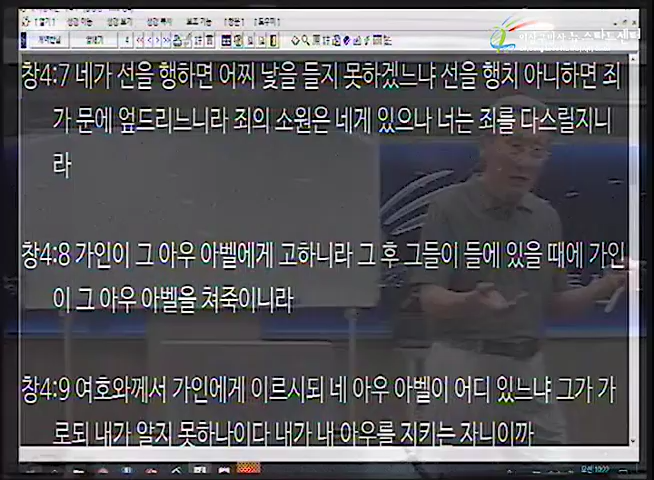 창4:7 네가 선을 행하면 어찌 낯을 들지 못하겠느냐 선을 행치 아니하면 죄
가 문에 엎드리느니라 죄의 소원은 네게 있으나 너는 죄를 다스릴지니
라
창4:8 가인이 그 아우 아벨에게 고하니라 그 후 그들이 들에 있을 때에 가인
이 그 아우 아벨을 쳐죽이니라
창4:9 여호와께서 가인에게 이르시되 네 아우 아벨이 어디 있느냐 그가 가
로되 내가 알지 못하나이다 내가 내 아우를 지키는 자니이까